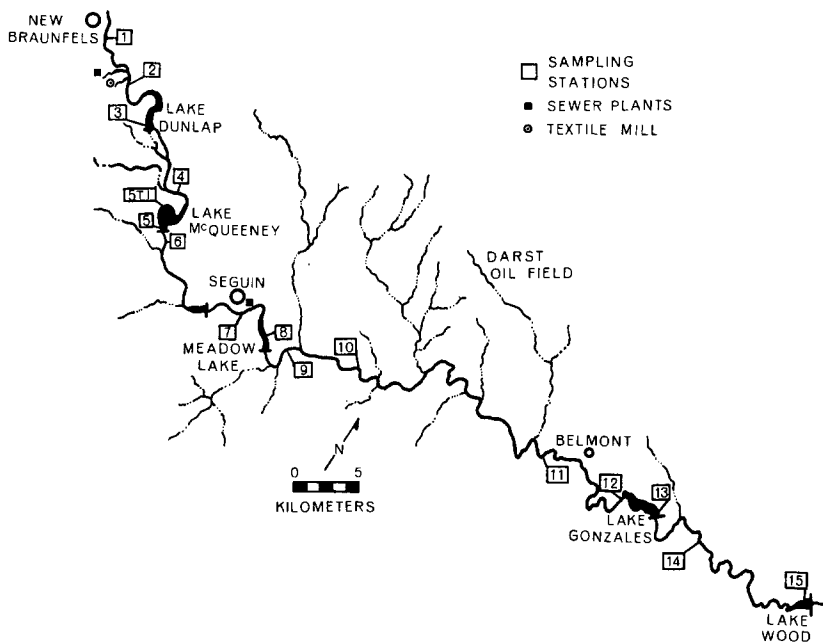 NEW
BRAUNFELS
1
2
3
LAKE
DUNLAP
4
5T1
5
LAKE
McQUEENEY
6
SAMPLING
STATIONS
SEWER PLANTS
TEXTILE MILL
SEGUIN
7
8
MEADOW
LAKE
9
10
DARST
OIL FIELD
N
0 5
KILOMETERS
BELMONT
11
12
13
LAKE
GONZALES
14
15
LAKE
WOOD